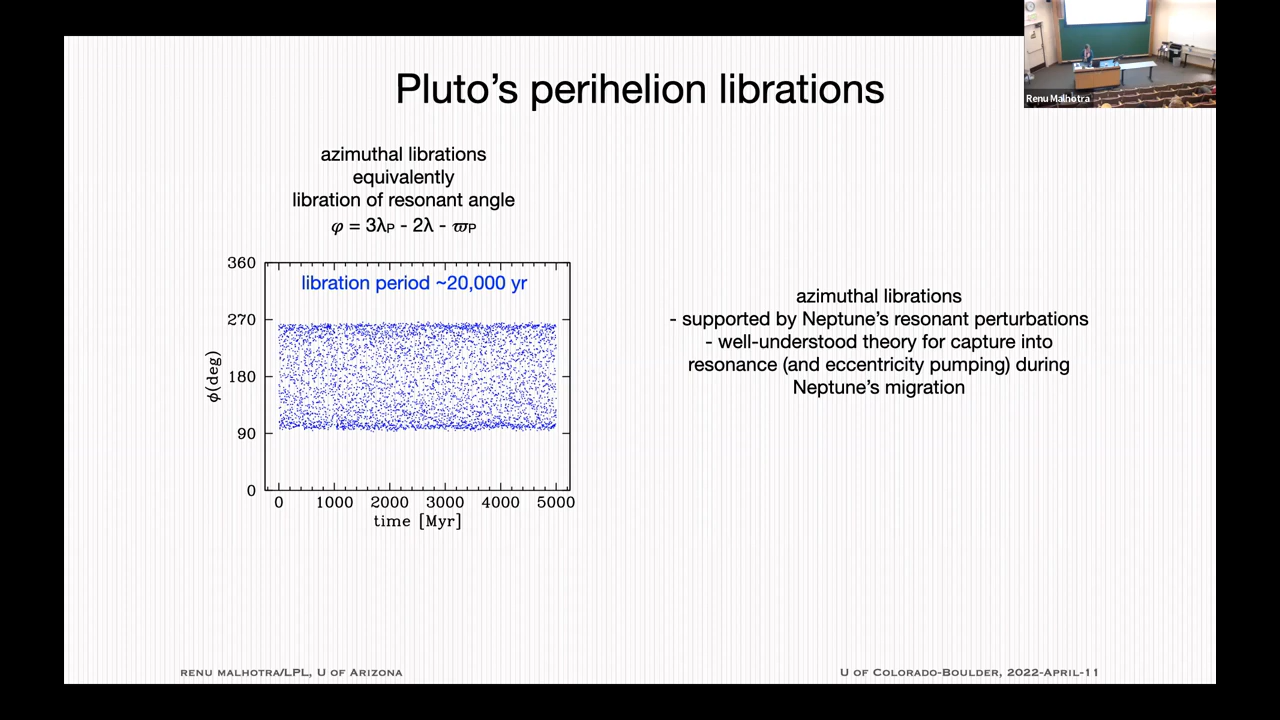 Pluto’s perihelion librations
Renu Malhotra
azimuthal librations
equivalently
libration of resonant angle
φ = 3λP - 2λ - ϖP
libration period ~20,000 yr
360
270
180
90
0
ϕ(deg)
0 1000 2000 3000 4000 5000
time [Myr]
azimuthal librations
- supported by Neptune’s resonant perturbations
- well-understood theory for capture into
resonance (and eccentricity pumping) during
Neptune’s migration
RENU MALHOTRA/LPL, U OF ARIZONA
U OF COLORADO-BOULDER, 2022-APRIL-11